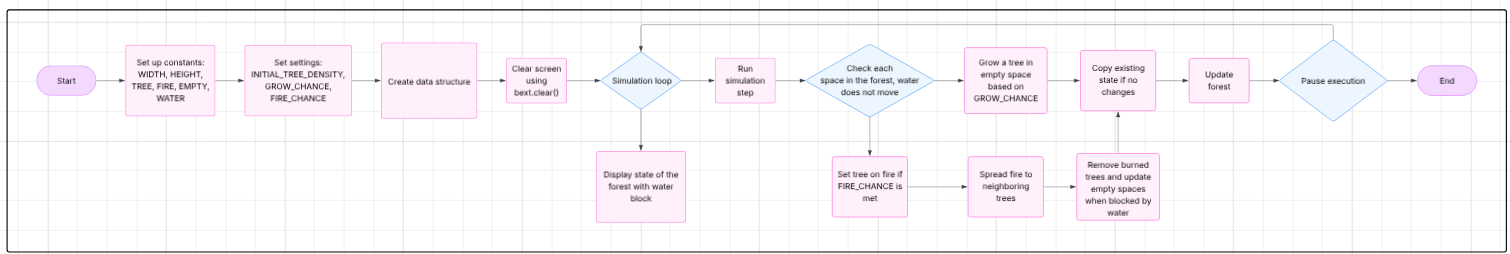 Start
Set up constants:
WIDTH, HEIGHT,
TREE, FIRE, EMPTY,
WATER
Set settings:
INITIAL_TREE_DENSITY,
GROW_CHANCE,
FIRE_CHANCE
Create data structure
Clear screen
using
bext.clear()
Simulation loop
Run
simulation
step
Check each
space in the forest, water
does not move
Grow a tree in
empty space
based on
GROW_CHANCE
Copy existing
state if no
changes
Update
forest
Pause execution
End
Display state of the
forest with water
block
Set tree on fire if
FIRE_CHANCE is
met
Spread fire to
neighboring
trees
Remove burned
trees and update
empty spaces
when blocked by
water